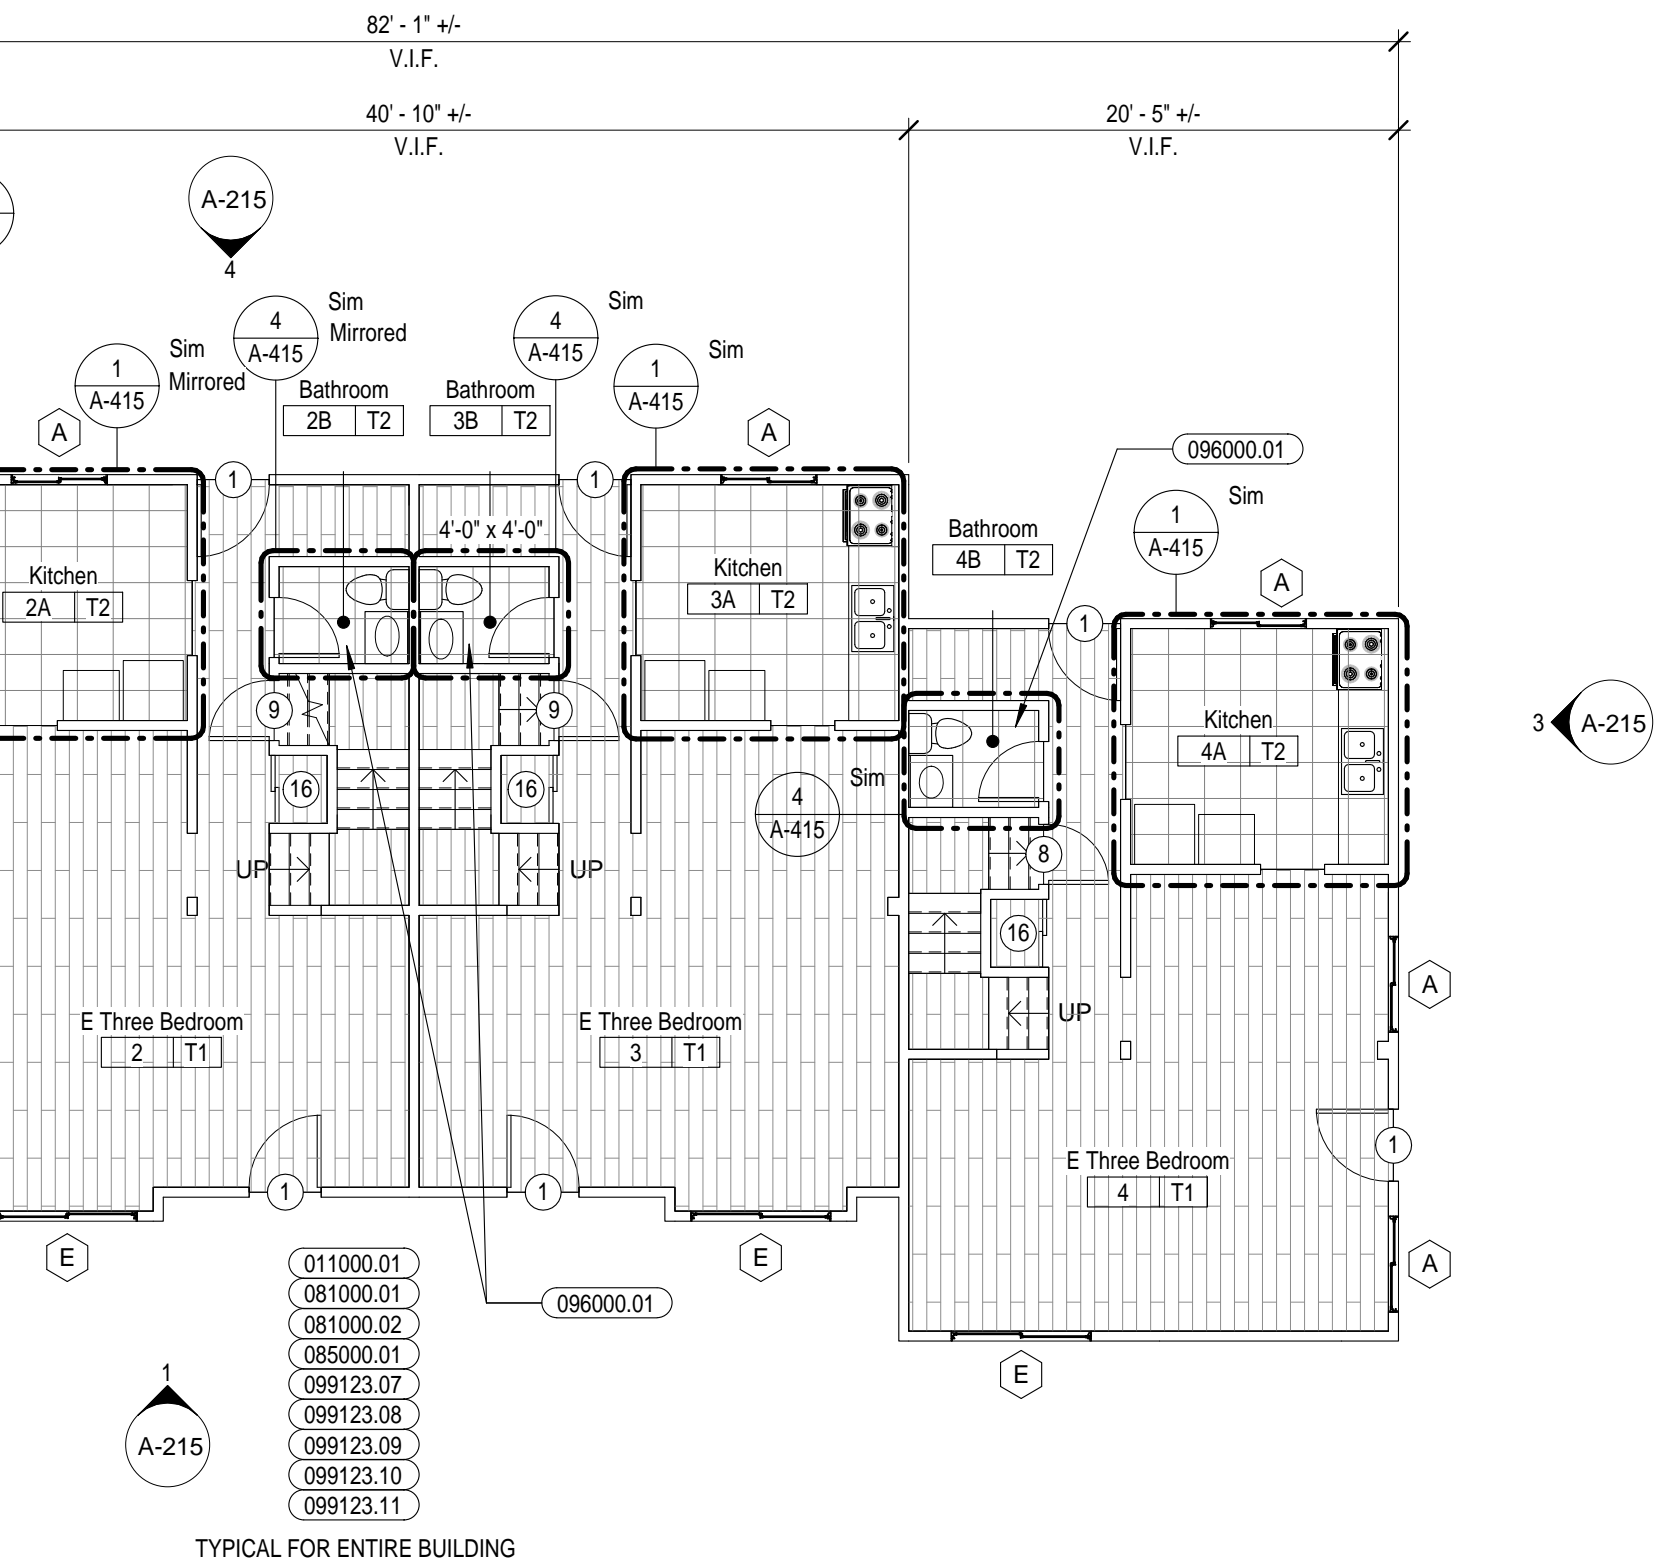 82' - 1" +/-
V.I.F.
40' - 10" +/-
V.I.F.
20' - 5" +/-
V.I.F.
A-215
4
4
A-415
Sim
Mirrored
4
A-415
Sim
1
A-415
Sim
Mirrored
1
A-415
Sim
Bathroom
2B T2
Bathroom
3B T2
A
A
096000.01
1
A-415
Sim
1
1
4'-0" x 4'-0"
Bathroom
4B T2
Kitchen
2A T2
Kitchen
3A T2
A
1
9
9
Kitchen
4A T2
3
A-215
16
16
4
A-415
Sim
UP
UP
8
16
UP
A
E Three Bedroom
2 T1
E Three Bedroom
3 T1
1
E Three Bedroom
4 T1
1
1
E
E
A
E
011000.01
081000.01
081000.02
085000.01
099123.07
099123.08
099123.09
099123.10
099123.11
096000.01
1
A-215
TYPICAL FOR ENTIRE BUILDING